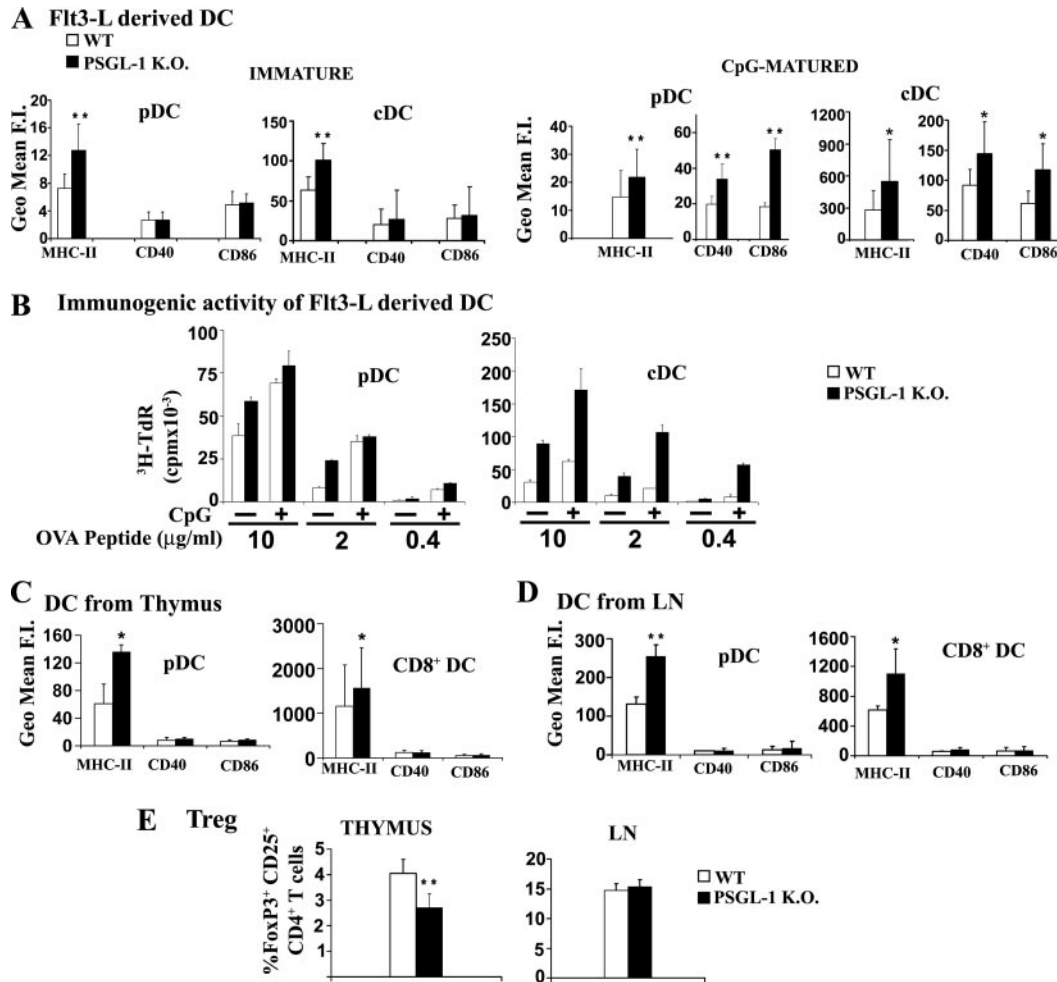 A Flt3-L derived DC
WT
PSGL-1 K.O.
IMMATURE
CpG-MATURED
pDC
cDC
pDC
cDC
Geo Mean F.I.
20
16
12
8
4
0
**
MHC-II CD40 CD86
150
100
50
0
**
MHC-II CD40 CD86
40
30
20
10
0
**
MHC-II
60
40
20
0
**
**
CD40 CD86
1200
900
600
300
0
*
MHC-II
200
150
100
50
0
*
*
CD40 CD86
B Immunogenic activity of Flt3-L derived DC
³H-TdR
(cpmx10⁻³)
100
75
50
25
0
pDC
250
200
150
100
50
0
cDC
WT
PSGL-1 K.O.
CpG − + − + − + − + − + − +
OVA Peptide (µg/ml) 10 2 0.4 10 2 0.4
C DC from Thymus
Geo Mean F.I.
160
120
80
40
0
*
pDC
MHC-II CD40 CD86
3000
2000
1000
0
*
CD8⁺ DC
MHC-II CD40 CD86
D DC from LN
Geo Mean F.I.
300
200
100
0
**
pDC
MHC-II CD40 CD86
1600
1200
800
400
0
*
CD8⁺ DC
MHC-II CD40 CD86
E Treg
THYMUS
LN
%FoxP3⁺ CD25⁺
CD4⁺ T cells
5
4
3
2
1
**
20
15
10
5
0
WT
PSGL-1 K.O.